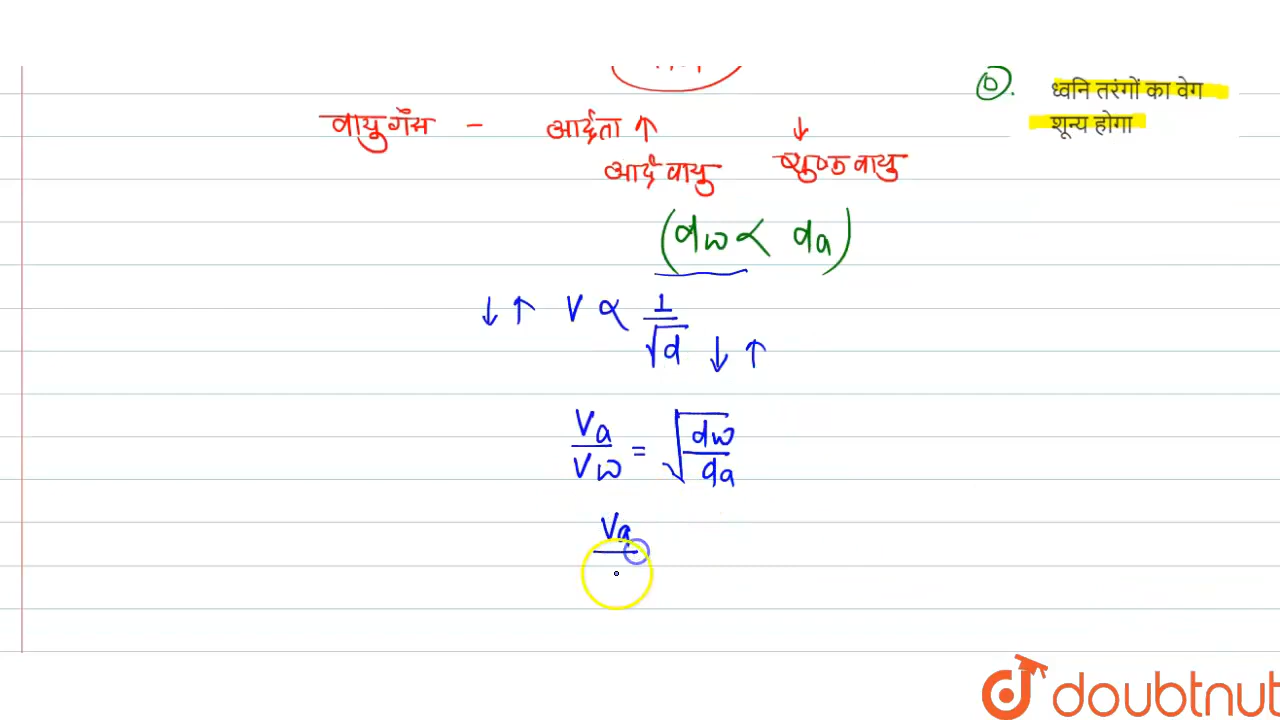 D. ध्वनि तरंगों का वेग
शून्य होगा
वायु गैस - आर्द्रता ↑ ↓
आर्द्र वायु शुष्क वायु
(dw ∝ da)
↓ ↑ V ∝ 1/√d ↓ ↑
Va/Vw = √(dw/da)
Va
doubtnut